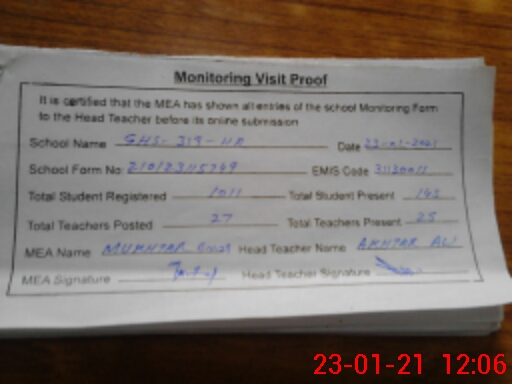 Monitoring Visit Proof
It is certified that the MEA has shown all entries of the school Monitoring Form
to the Head Teacher before its online submission
School Name GHS- 319-HR Date 23-01-2021
School Form No: EMIS Code
Total Student Registered 1011 Total Student Present
Total Teachers Posted 27 Total Teachers Present 25
MEA Name MUKHTAR Head Teacher Name AKHTAR ALI
MEA Signature Head Teacher Signature
23-01-21 12:06